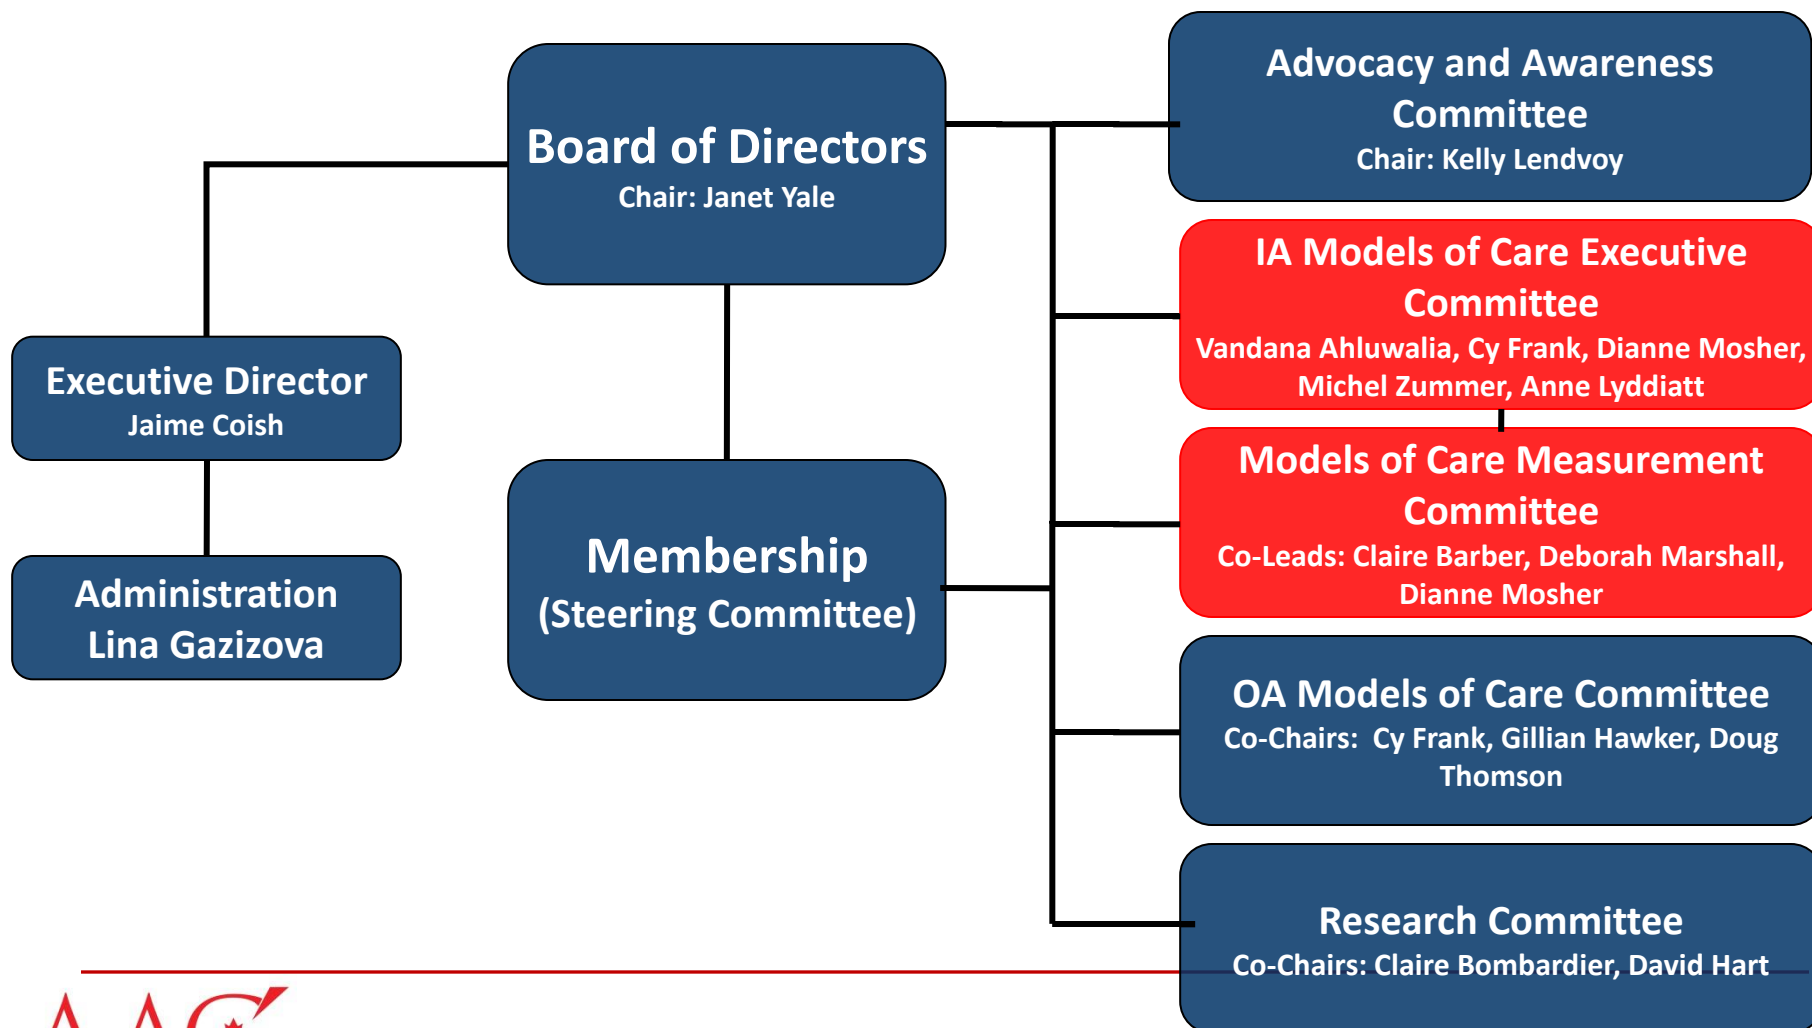 Board of Directors
Chair: Janet Yale
Executive Director
Jaime Coish
Administration
Lina Gazizova
Membership
(Steering Committee)
Advocacy and Awareness
Committee
Chair: Kelly Lendvoy
IA Models of Care Executive
Committee
Vandana Ahluwalia, Cy Frank, Dianne Mosher,
Michel Zummer, Anne Lyddiatt
Models of Care Measurement
Committee
Co-Leads: Claire Barber, Deborah Marshall,
Dianne Mosher
OA Models of Care Committee
Co-Chairs:  Cy Frank, Gillian Hawker, Doug
Thomson
Research Committee
Co-Chairs: Claire Bombardier, David Hart